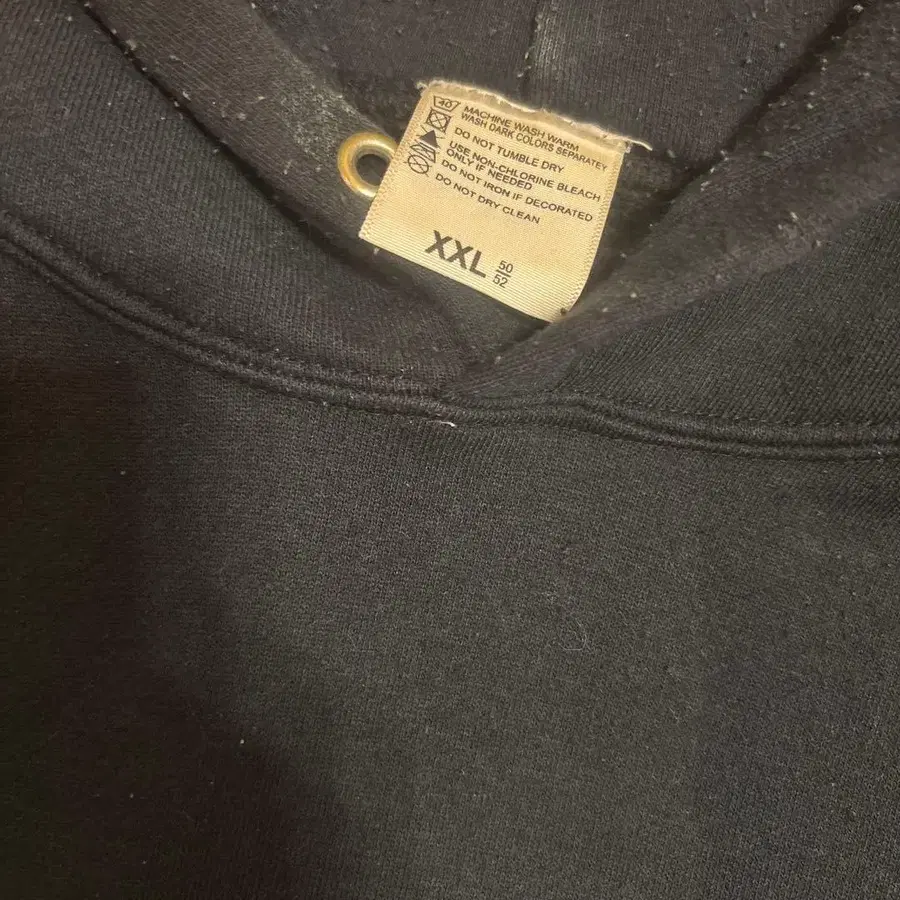 40
MACHINE WASH WARM
WASH DARK COLORS SEPARATEY
DO NOT TUMBLE DRY
USE NON-CHLORINE BLEACH
ONLY IF NEEDED
DO NOT IRON IF DECORATED
DO NOT DRY CLEAN
XXL 50
52